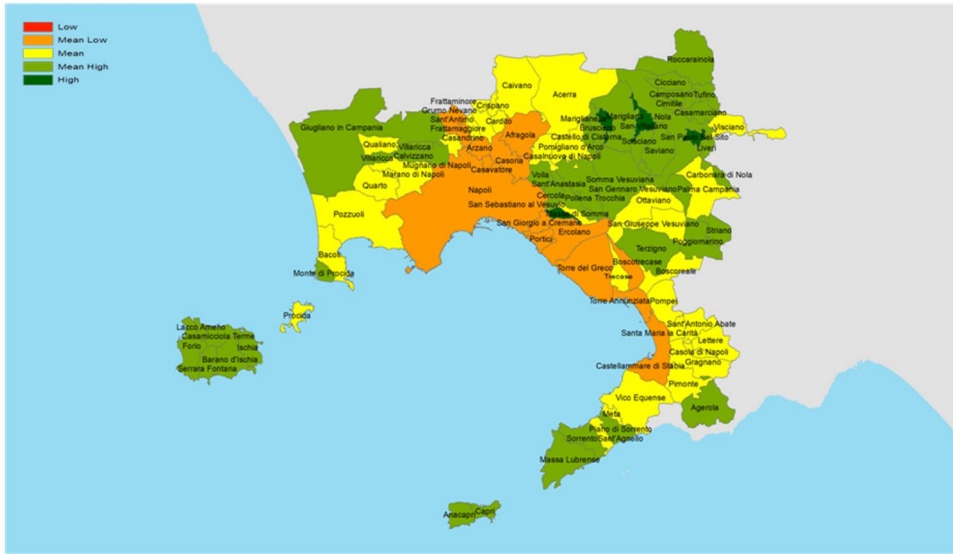 Low
Mean Low
Mean
Mean High
High
Roccarainola
Cicciano
Camposano
Tufino
Cimitile
Casamarciano
Caivano
Acerra
Frattaminore
Crispano
Grumo Nevano
Sant'Antimo
Cardito
Frattamaggiore
Casandrino
Afragola
Mariglianella
Marigliano
Nola
Brusciano
San Vitaliano
Visciano
Castello di Cisterna
Scisciano
San Paolo Bel Sito
Liveri
Giugliano in Campania
Qualiano
Villaricca
Villaricca
Calvizzano
Arzano
Pomigliano d'Arco
Saviano
Casoria
Casalnuovo di Napoli
Mugnano di Napoli
Casavatore
Marano di Napoli
Volla
Somma Vesuviana
Carbonara di Nola
Quarto
Napoli
Sant'Anastasia
San Gennaro Vesuviano
Palma Campania
Cercola
Pollena Trocchia
Ottaviano
San Sebastiano al Vesuvio
Massa di Somma
Pozzuoli
San Giorgio a Cremano
San Giuseppe Vesuviano
Striano
Ercolano
Portici
Poggiomarino
Terzigno
Bacoli
Boscotrecase
Torre del Greco
Boscoreale
Monte di Procida
Trecase
Torre Annunziata
Pompei
Procida
Lacco Ameno
Sant'Antonio Abate
Santa Maria la Carità
Casamicciola Terme
Lettere
Forio
Ischia
Casola di Napoli
Barano d'Ischia
Gragnano
Serrara Fontana
Castellammare di Stabia
Pimonte
Vico Equense
Agerola
Meta
Piano di Sorrento
Sorrento
Sant'Agnello
Massa Lubrense
Anacapri
Capri